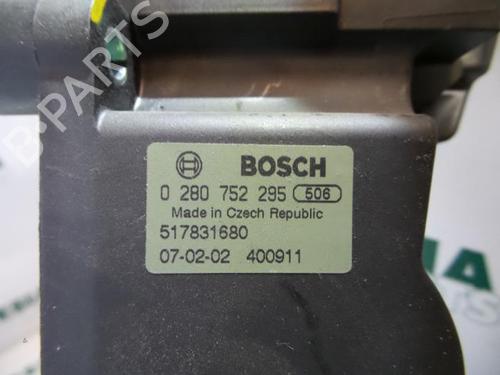 B-PARTS
BOSCH
0 280 752 295 506
Made in Czech Republic
517831680
07-02-02 400911